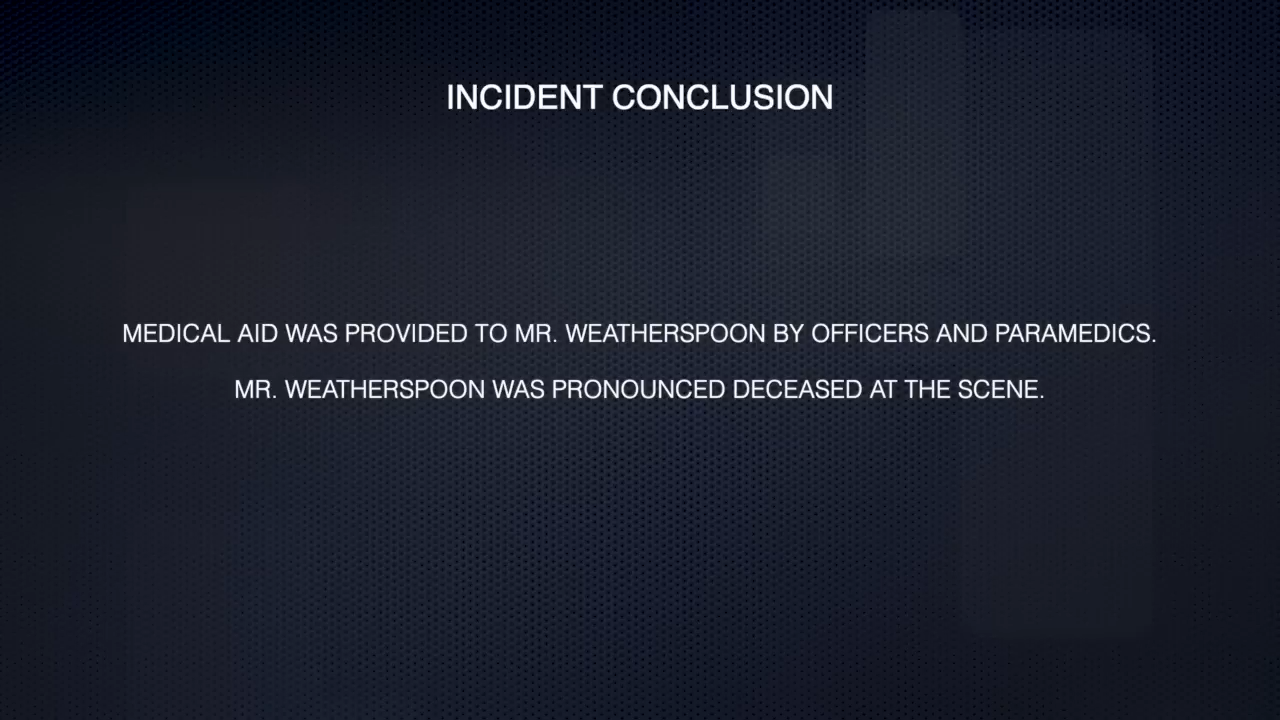 INCIDENT CONCLUSION
MEDICAL AID WAS PROVIDED TO MR. WEATHERSPOON BY OFFICERS AND PARAMEDICS.
MR. WEATHERSPOON WAS PRONOUNCED DECEASED AT THE SCENE.